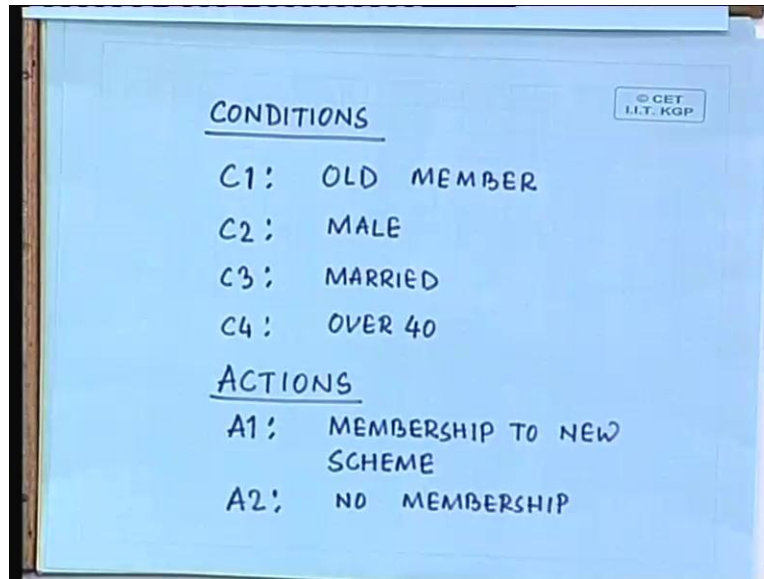 © CET
I.I.T. KGP
CONDITIONS
C1: OLD MEMBER
C2: MALE
C3: MARRIED
C4: OVER 40
ACTIONS
A1: MEMBERSHIP TO NEW
SCHEME
A2: NO MEMBERSHIP